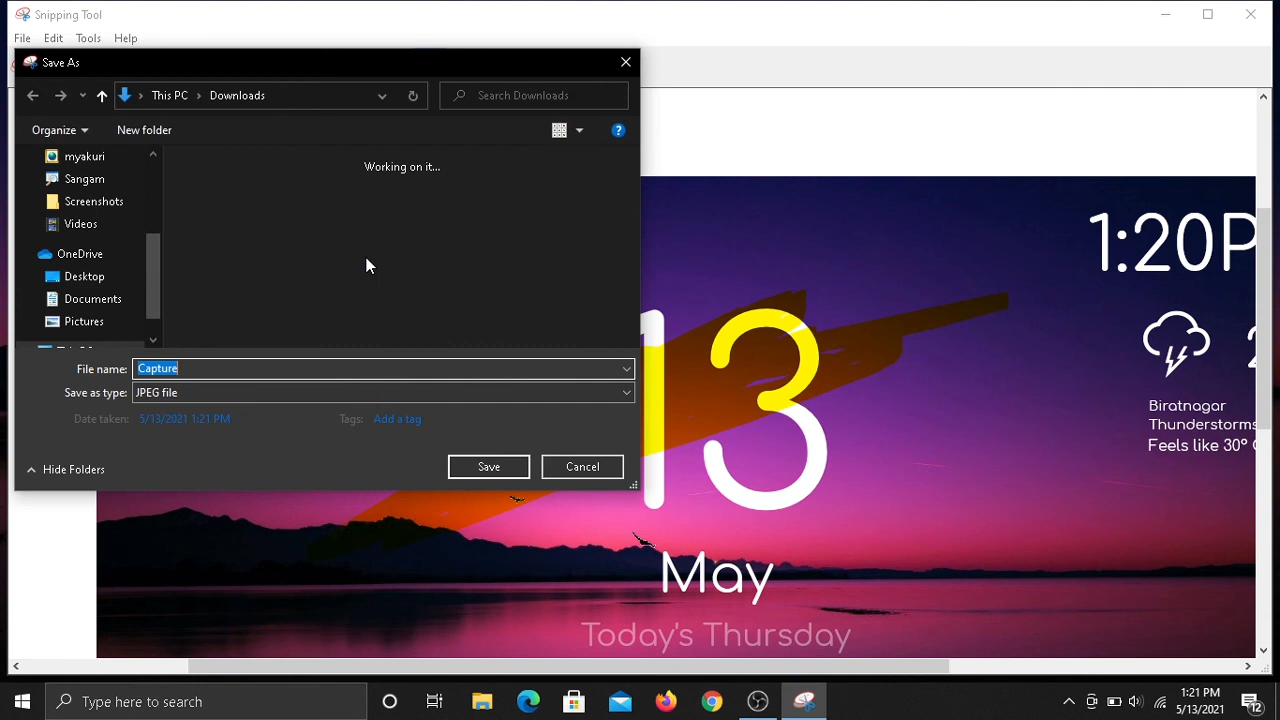 Snipping Tool
File Edit Tools Help
Save As
This PC Downloads
Search Downloads
Organize New folder
?
myakuri
Sangam
Screenshots
Videos
OneDrive
Desktop
Documents
Pictures
Working on it...
File name: Capture
Save as type: JPEG file
Date taken: 5/13/2021 1:21 PM Tags: Add a tag
Hide Folders Save Cancel
1:20P
13
Biratnagar
Thunderstorms
Feels like 30°
May
Today's Thursday
Type here to search
1:21 PM
5/13/2021
12